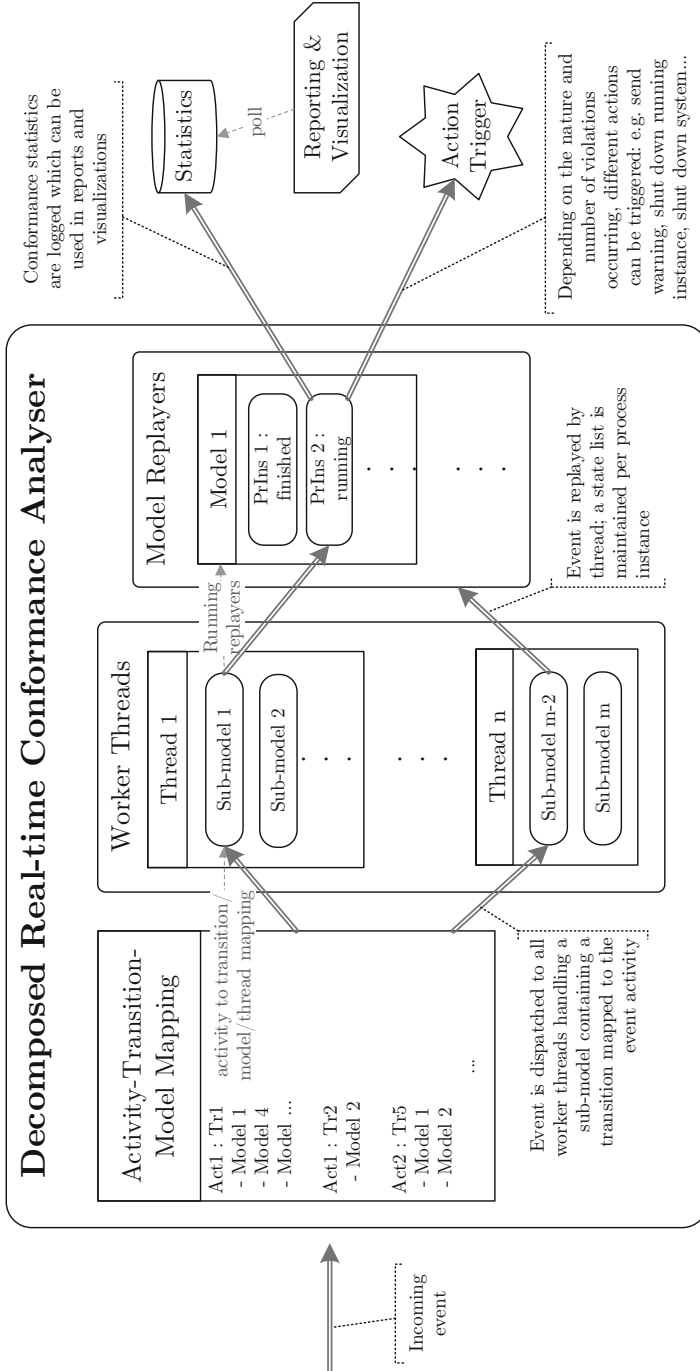 Decomposed Real-time Conformance Analyser
Incoming
event
Activity-Transition-
Model Mapping
Act1 : Tr1
- Model 1
- Model 4
- Model ...
Act1 : Tr2
- Model 2
Act2 : Tr5
- Model 1
- Model 2
...
activity to transition/
model/thread mapping
Event is dispatched to all
worker threads handling a
sub-model containing a
transition mapped to the
event activity
Worker Threads
Thread 1
Sub-model 1
Sub-model 2
. . . .
. . . .
Thread n
Sub-model m-2
Sub-model m
Running
replayers
Model Replayers
Model 1
PrIns 1 :
finished
PrIns 2 :
running
. . . .
. . . .
Event is replayed by
thread; a state list is
maintained per process
instance
Conformance statistics
are logged which can be
used in reports and
visualizations
Statistics
poll
Reporting &
Visualization
Action
Trigger
Depending on the nature and
number of violations
occurring, different actions
can be triggered: e.g. send
warning, shut down running
instance, shut down system...